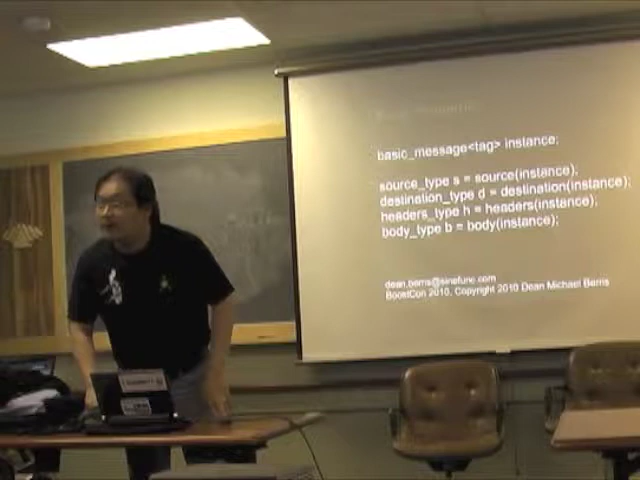 basic_message<tag> instance;
source_type s = source(instance);
destination_type d = destination(instance);
headers_type h = headers(instance);
body_type b = body(instance);
dean.berris@sinefunc.com
BoostCon 2010, Copyright 2010 Dean Michael Berris